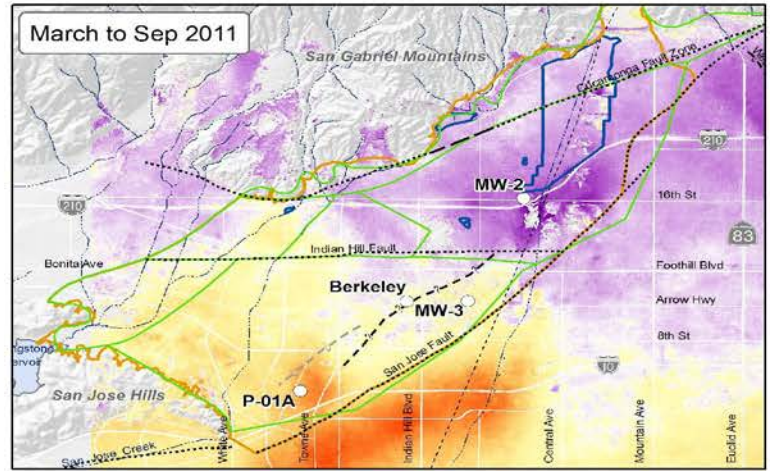 March to Sep 2011
San Gabriel Mountains
Cucamonga Fault Zone
210
MW-2
210
16th St
83
Indian Hill Fault
Bonita Ave
Foothill Blvd
Berkeley
MW-3
Arrow Hwy
8th St
San Jose Fault
10
San Jose Hills
P-01A
White Ave
Towne Ave
Indian Hill Blvd
Central Ave
Mountain Ave
Euclid Ave
San Jose Creek